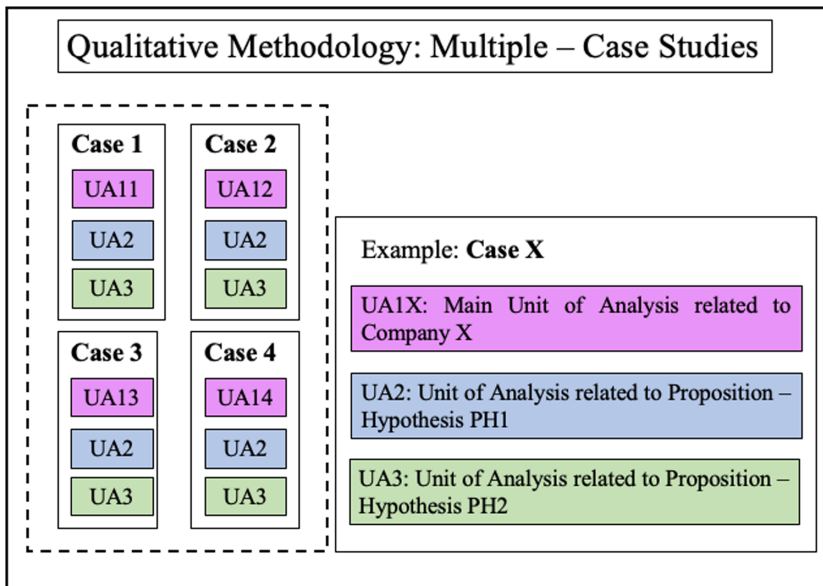 Qualitative Methodology: Multiple – Case Studies
Case 1
UA11
UA2
UA3
Case 2
UA12
UA2
UA3
Case 3
UA13
UA2
UA3
Case 4
UA14
UA2
UA3
Example: Case X
UA1X: Main Unit of Analysis related to
Company X
UA2: Unit of Analysis related to Proposition –
Hypothesis PH1
UA3: Unit of Analysis related to Proposition –
Hypothesis PH2